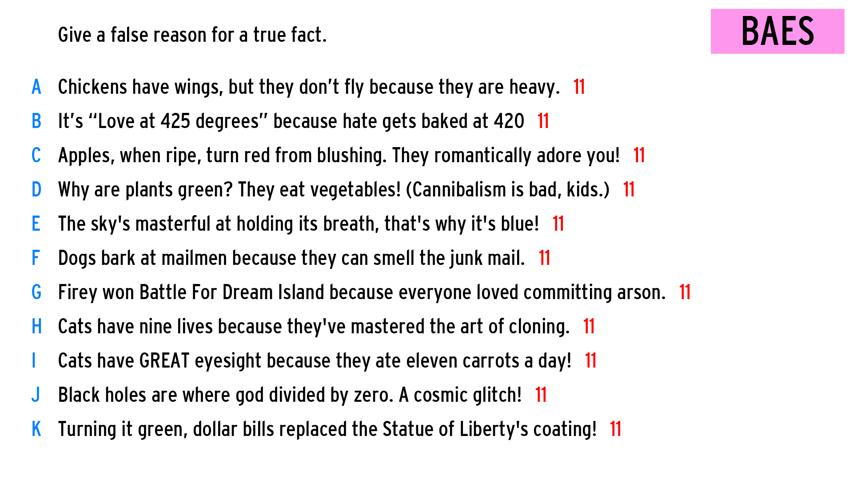 Give a false reason for a true fact.
BAES
A Chickens have wings, but they don't fly because they are heavy. 11
B It's “Love at 425 degrees” because hate gets baked at 420 11
C Apples, when ripe, turn red from blushing. They romantically adore you! 11
D Why are plants green? They eat vegetables! (Cannibalism is bad, kids.) 11
E The sky's masterful at holding its breath, that's why it's blue! 11
F Dogs bark at mailmen because they can smell the junk mail. 11
G Firey won Battle For Dream Island because everyone loved committing arson. 11
H Cats have nine lives because they've mastered the art of cloning. 11
I Cats have GREAT eyesight because they ate eleven carrots a day! 11
J Black holes are where god divided by zero. A cosmic glitch! 11
K Turning it green, dollar bills replaced the Statue of Liberty's coating! 11